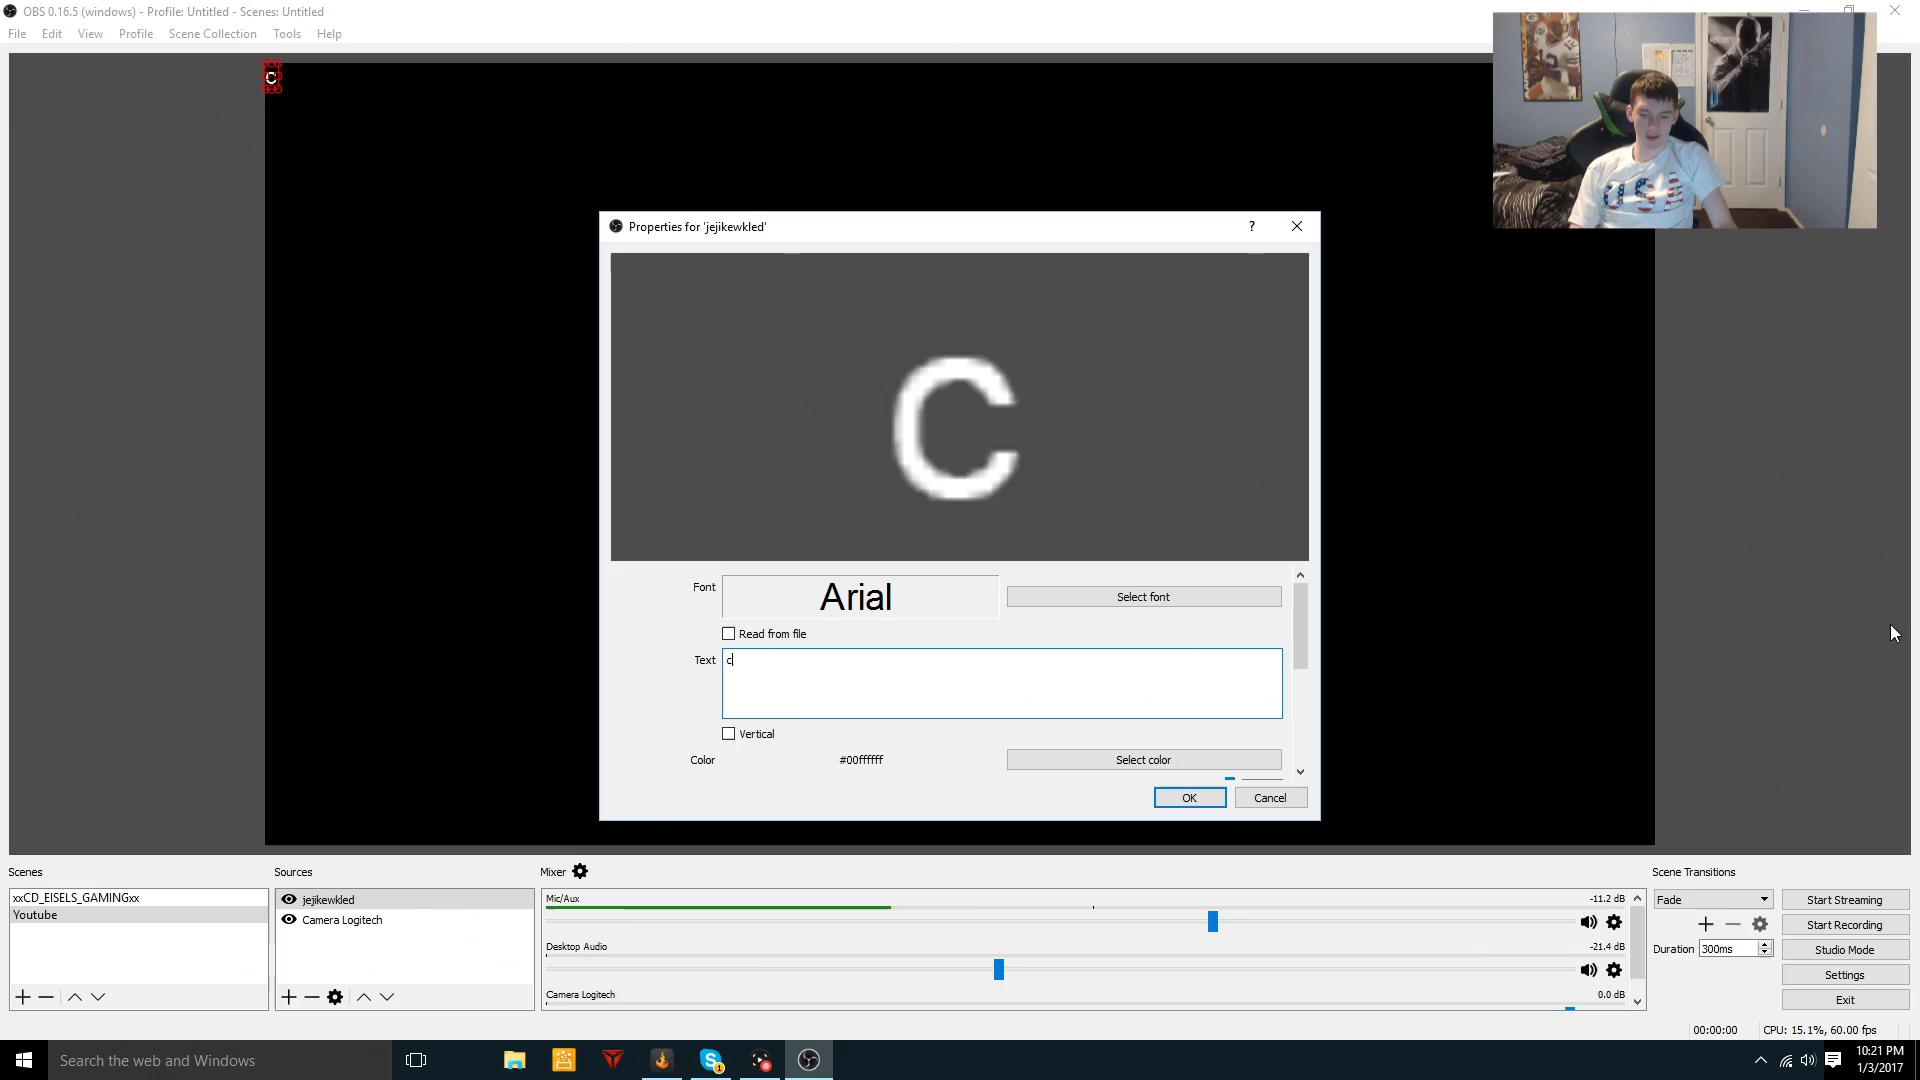 OBS 0.16.5 (windows) - Profile: Untitled - Scenes: Untitled
File Edit View Profile Scene Collection Tools Help
C
12
USA
Properties for 'jejikewkled'
?
C
Font Arial Select font
Read from file
Text c
Vertical
Color #00ffffff Select color
OK Cancel
Scenes
xxCD_EISELS_GAMINGxx
Youtube
Sources
jejikewkled
Camera Logitech
Mixer
Mic/Aux -11.2 dB
Desktop Audio -21.4 dB
Camera Logitech 0.0 dB
Scene Transitions
Fade
Duration 300ms
Start Streaming
Start Recording
Studio Mode
Settings
Exit
00:00:00 CPU: 15.1%, 60.00 fps
Search the web and Windows
S
1
10:21 PM
1/3/2017